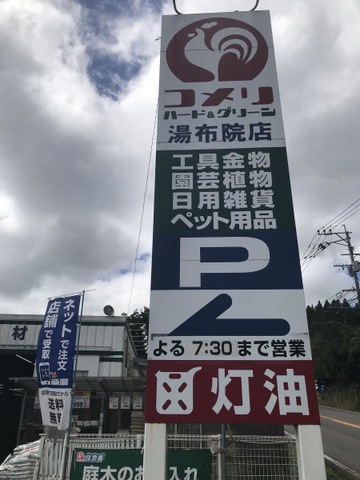 コメリ
ハード&グリーン
湯布院店
工具金物
園芸植物
日用雑貨
ペット用品
P
よる 7:30 まで営業
灯油
ネットで注文
店舗で受取
送料
無料
材
庭木のお 入れ